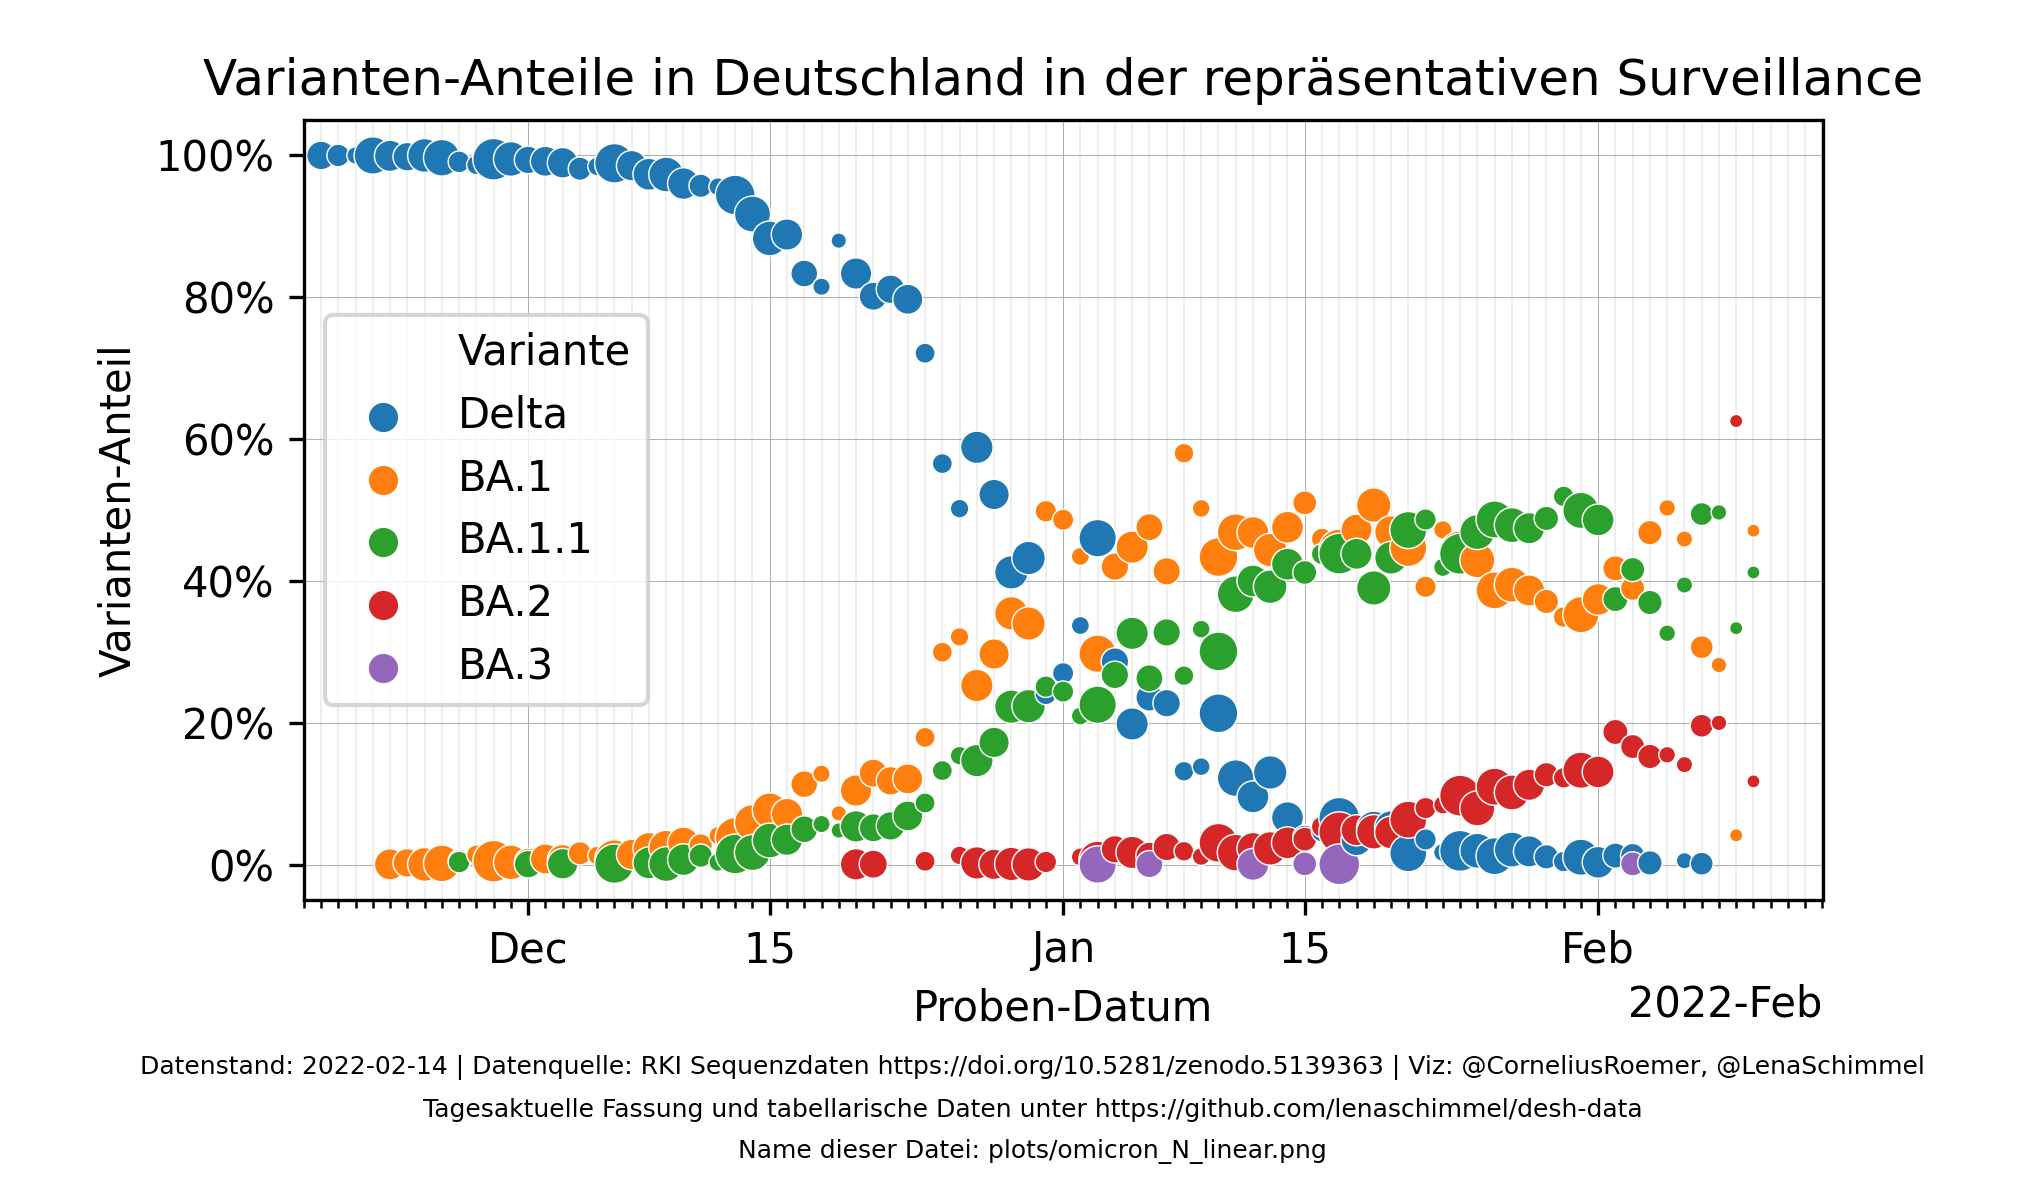 Varianten-Anteile in Deutschland in der repräsentativen Surveillance
100%
80%
60%
40%
20%
0%
Varianten-Anteil
Variante
Delta
BA.1
BA.1.1
BA.2
BA.3
Dec
15
Jan
15
Feb
Proben-Datum
2022-Feb
Datenstand: 2022-02-14 | Datenquelle: RKI Sequenzdaten https://doi.org/10.5281/zenodo.5139363 | Viz: @CorneliusRoemer, @LenaSchimmel
Tagesaktuelle Fassung und tabellarische Daten unter https://github.com/lenaschimmel/desh-data
Name dieser Datei: plots/omicron_N_linear.png